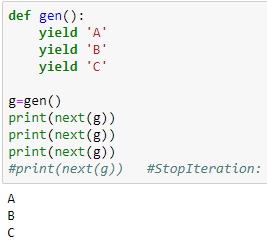 def gen():
    yield 'A'
    yield 'B'
    yield 'C'
g=gen()
print(next(g))
print(next(g))
print(next(g))
#print(next(g))   #StopIteration:
A
B
C